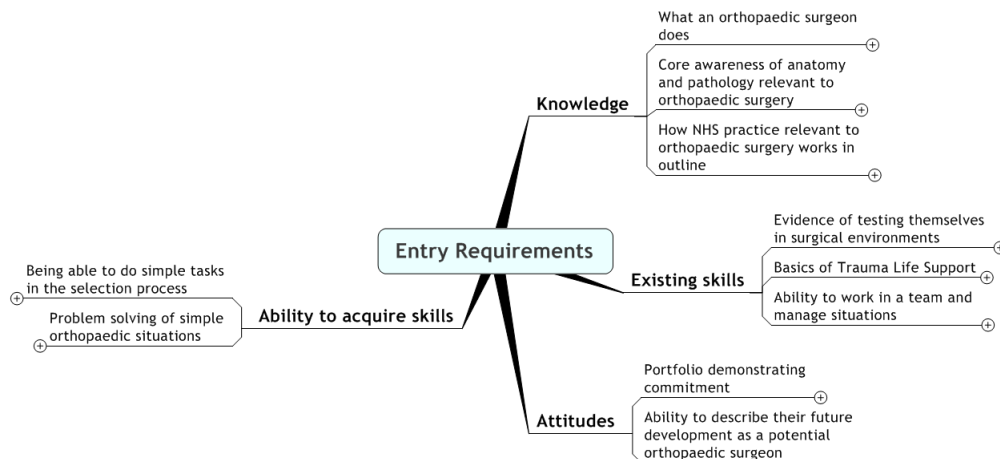 What an orthopaedic surgeon
does
Core awareness of anatomy
and pathology relevant to
orthopaedic surgery
Knowledge
How NHS practice relevant to
orthopaedic surgery works in
outline
Entry Requirements
Evidence of testing themselves
in surgical environments
Existing skills
Basics of Trauma Life Support
Ability to work in a team and
manage situations
Being able to do simple tasks
in the selection process
Ability to acquire skills
Problem solving of simple
orthopaedic situations
Portfolio demonstrating
commitment
Attitudes
Ability to describe their future
development as a potential
orthopaedic surgeon